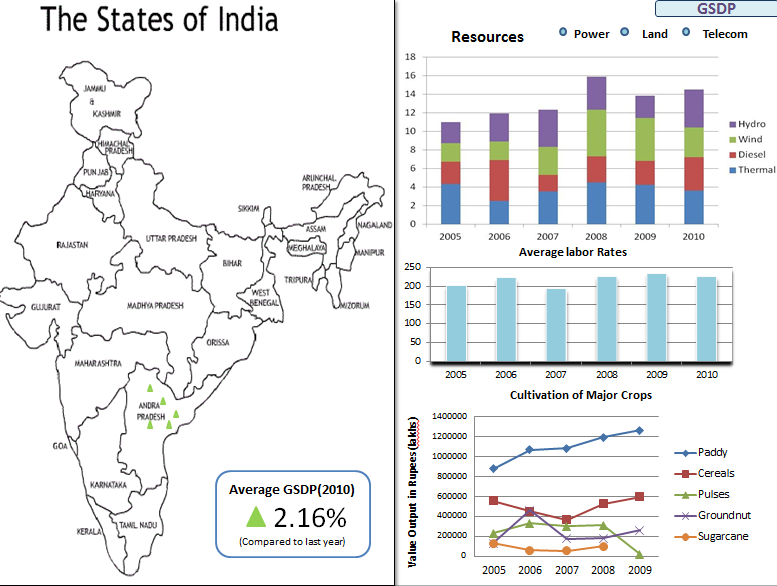 The States of India
JAMMU
&
KASHMIR
HIMACHAL
PRADESH
PUNJAB
HARYANA
RAJASTAN
UTTAR PRADESH
SIKKIM
ARUNCHAL
PRADESH
ASSAM
NAGALAND
MEGHALAYA
MANIPUR
BIHAR
TRIPURA
MIZORUM
WEST
BENEGAL
GUJURAT
MADHYA PRADESH
ORISSA
MAHARASHTRA
ANDRA
PRADESH
GOA
KARNATAKA
TAMIL NADU
KERALA
Average GSDP(2010)
2.16%
(Compared to last year)
GSDP
Resources Power Land Telecom
18
16
14
12
10
8
6
4
2
0
2005 2006 2007 2008 2009 2010
Hydro
Wind
Diesel
Thermal
Average labor Rates
250
200
150
100
50
0
2005 2006 2007 2008 2009 2010
Cultivation of Major Crops
Value Output in Rupees (lakhs)
1400000
1200000
1000000
800000
600000
400000
200000
0
2005 2006 2007 2008 2009
Paddy
Cereals
Pulses
Groundnut
Sugarcane